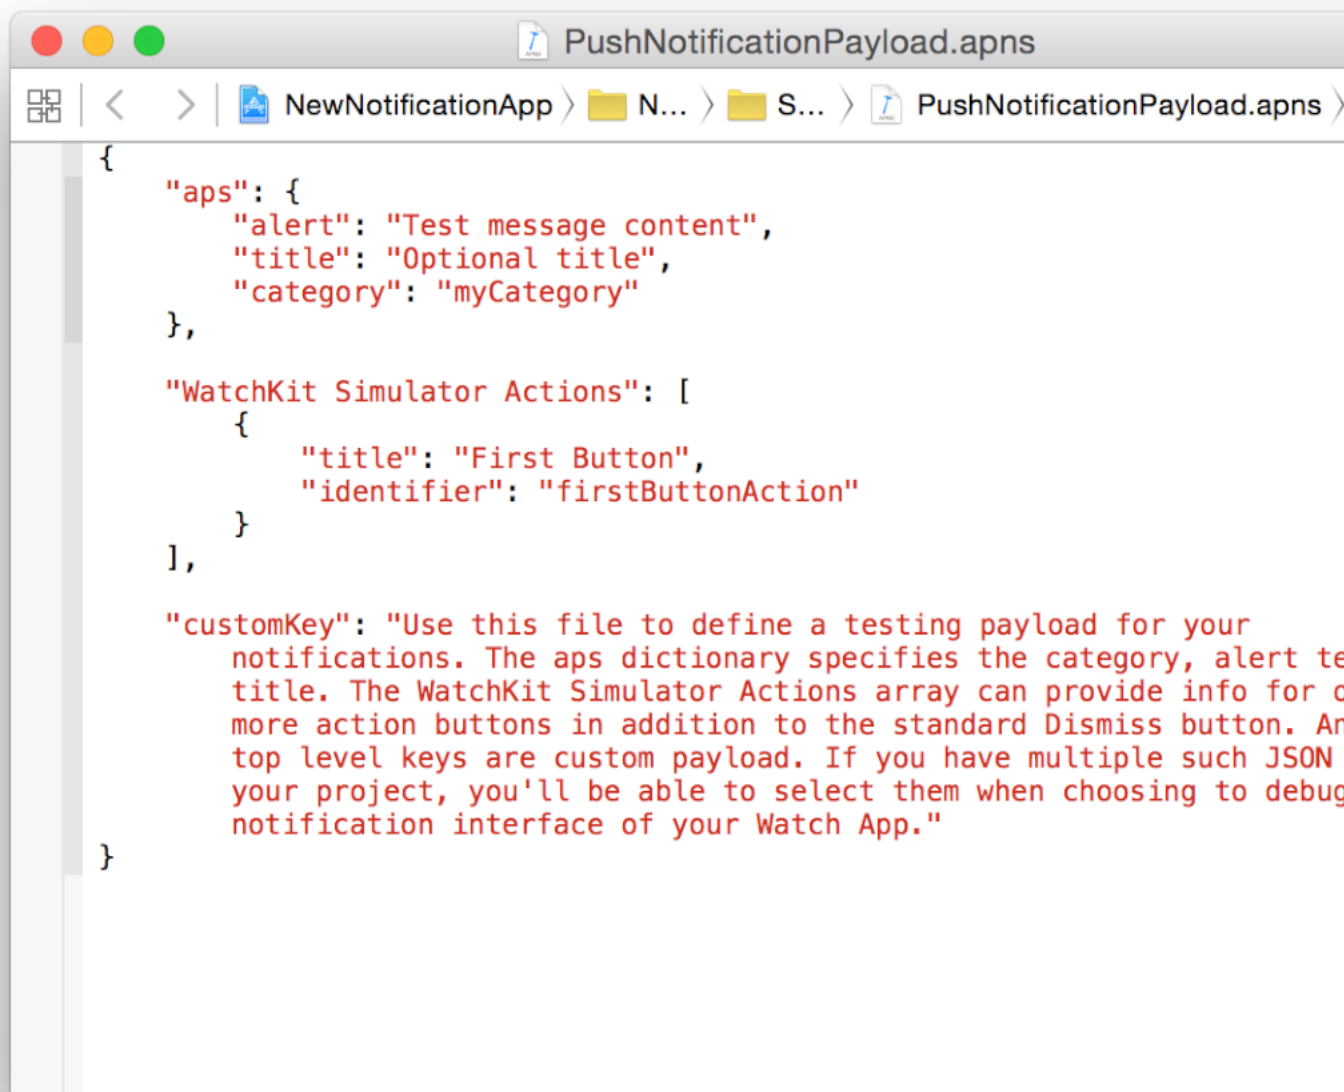 PushNotificationPayload.apns
NewNotificationApp N... S... PushNotificationPayload.apns
{
"aps": {
"alert": "Test message content",
"title": "Optional title",
"category": "myCategory"
},
"WatchKit Simulator Actions": [
{
"title": "First Button",
"identifier": "firstButtonAction"
}
],
"customKey": "Use this file to define a testing payload for your
notifications. The aps dictionary specifies the category, alert
title. The WatchKit Simulator Actions array can provide info for
more action buttons in addition to the standard Dismiss button.
top level keys are custom payload. If you have multiple such JSON
your project, you'll be able to select them when choosing to debug
notification interface of your Watch App."
}